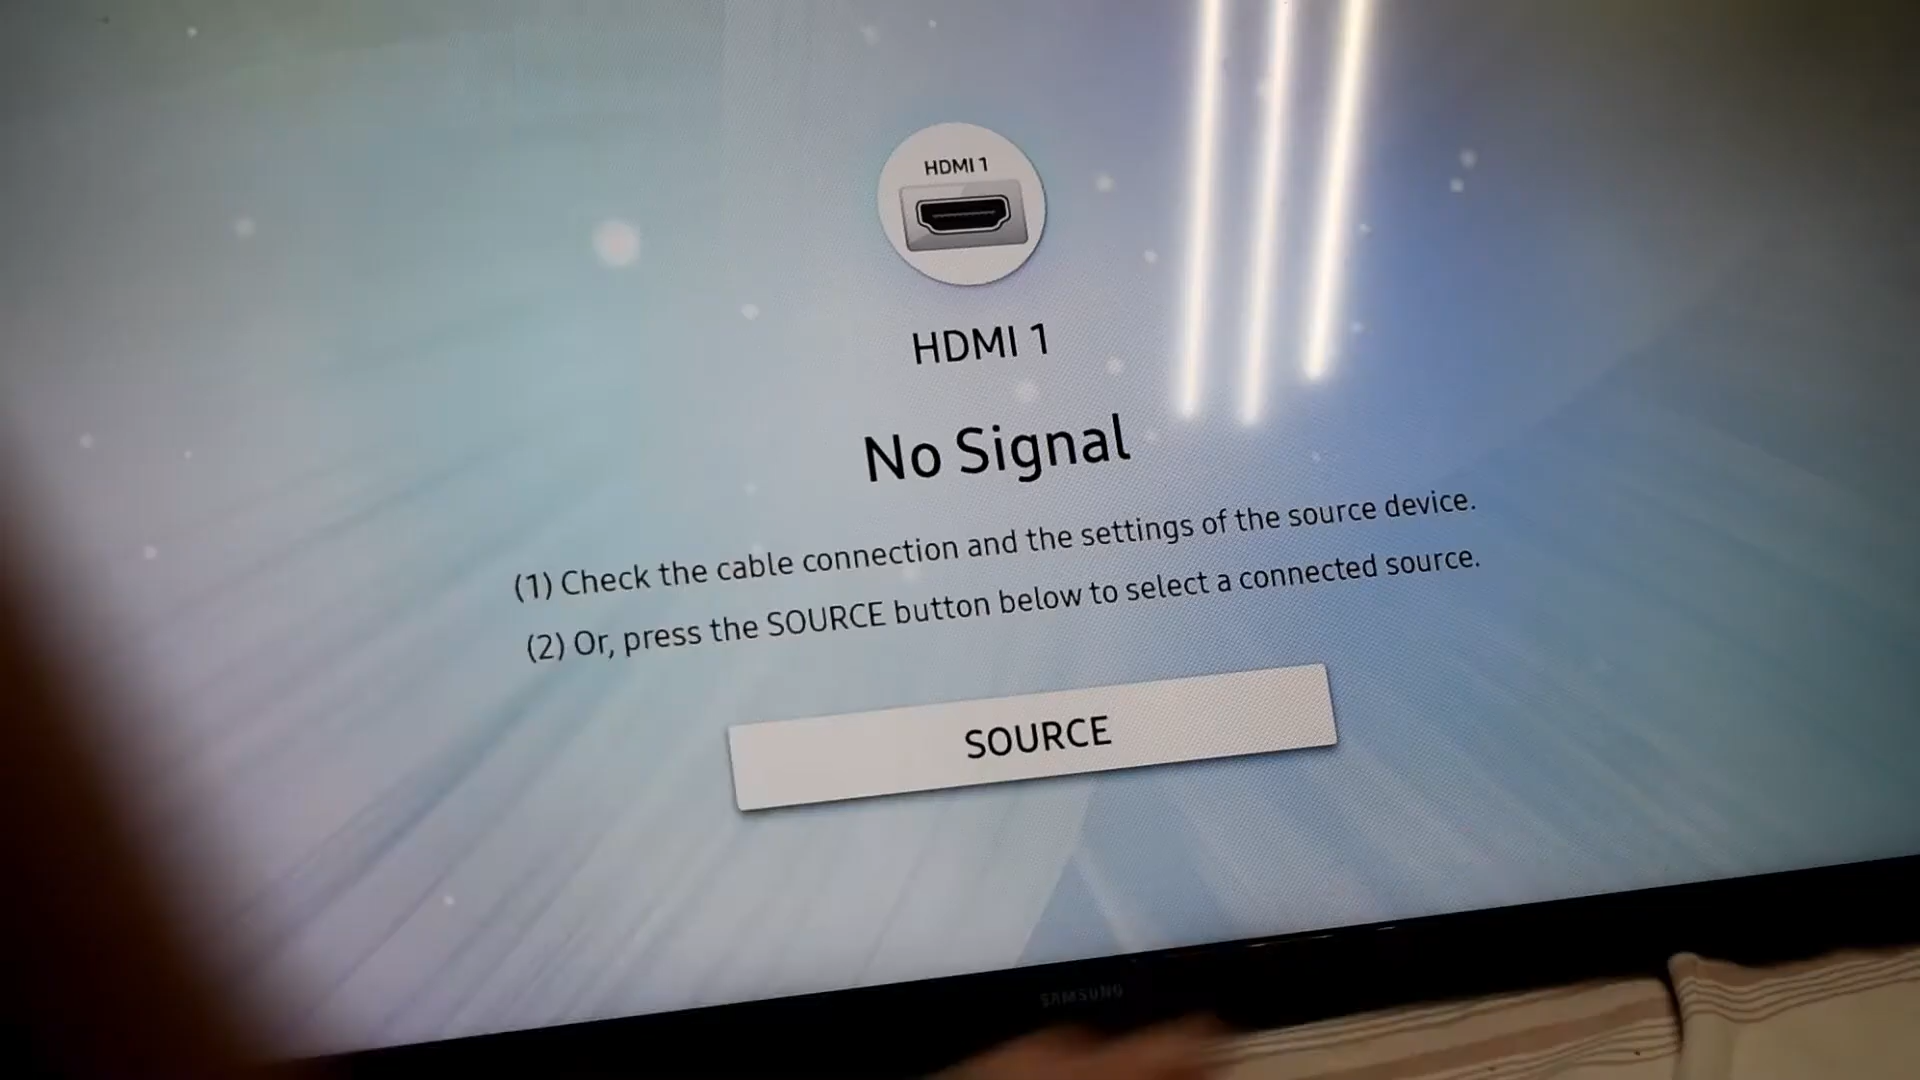 HDMI 1
HDMI 1
No Signal
(1) Check the cable connection and the settings of the source device.
(2) Or, press the SOURCE button below to select a connected source.
SOURCE
SAMSUNG